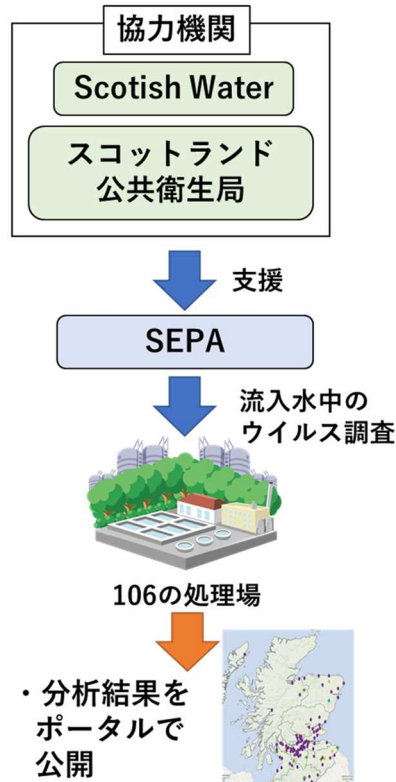 協力機関
Scotish Water
スコットランド
公共衛生局
支援
SEPA
流入水中の
ウイルス調査
106の処理場
・分析結果を
ポータルで
公開